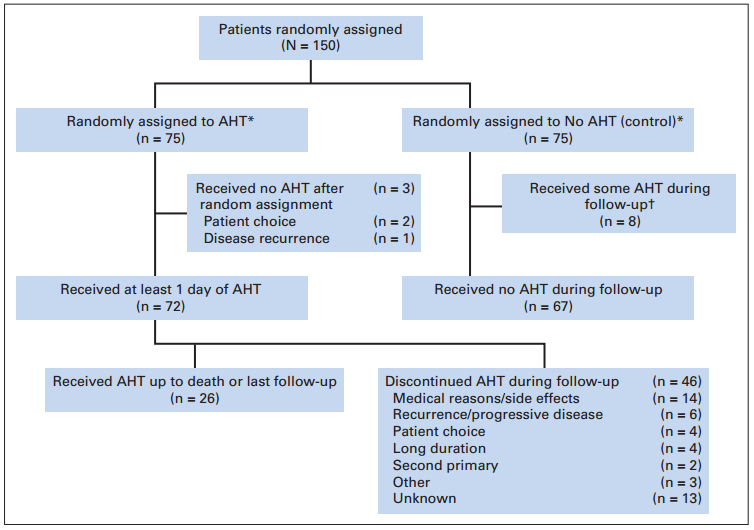 Patients randomly assigned
(N = 150)
Randomly assigned to AHT*
(n = 75)
Randomly assigned to No AHT (control)*
(n = 75)
Received no AHT after (n = 3)
random assignment
Patient choice (n = 2)
Disease recurrence (n = 1)
Received some AHT during
follow-up†
(n = 8)
Received at least 1 day of AHT
(n = 72)
Received no AHT during follow-up
(n = 67)
Received AHT up to death or last follow-up
(n = 26)
Discontinued AHT during follow-up (n = 46)
Medical reasons/side effects (n = 14)
Recurrence/progressive disease (n = 6)
Patient choice (n = 4)
Long duration (n = 4)
Second primary (n = 2)
Other (n = 3)
Unknown (n = 13)